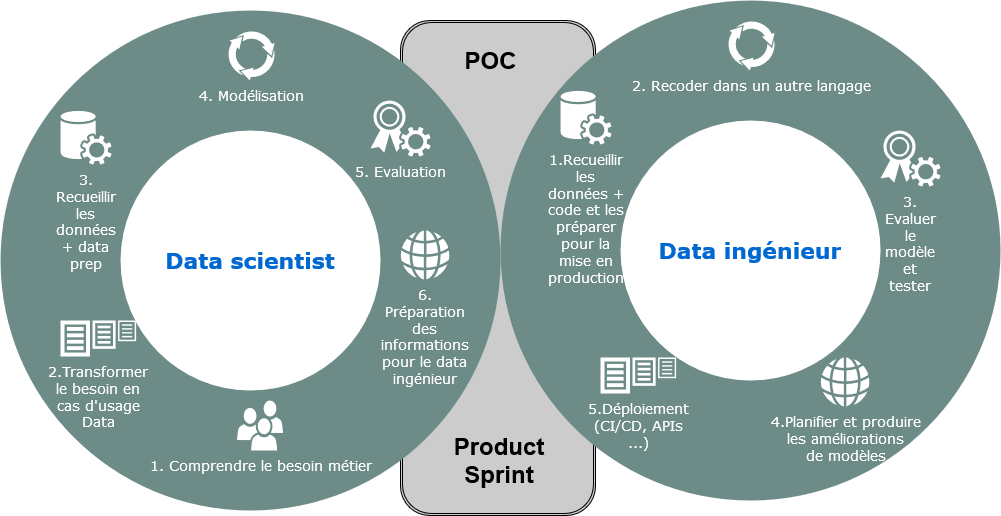 POC
4. Modélisation
5. Evaluation
3.
Recueillir
les
données
+ data
prep
Data scientist
6.
Préparation
des
informations
pour le data
ingénieur
2.Transformer
le besoin en
cas d'usage
Data
1. Comprendre le besoin métier
Product
Sprint
2. Recoder dans un autre langage
1.Recueillir
les
données +
code et les
préparer
pour la
mise en
production
Data ingénieur
3.
Evaluer
le
modèle
et
tester
5.Déploiement
(CI/CD, APIs
...)
4.Planifier et produire
les améliorations
de modèles